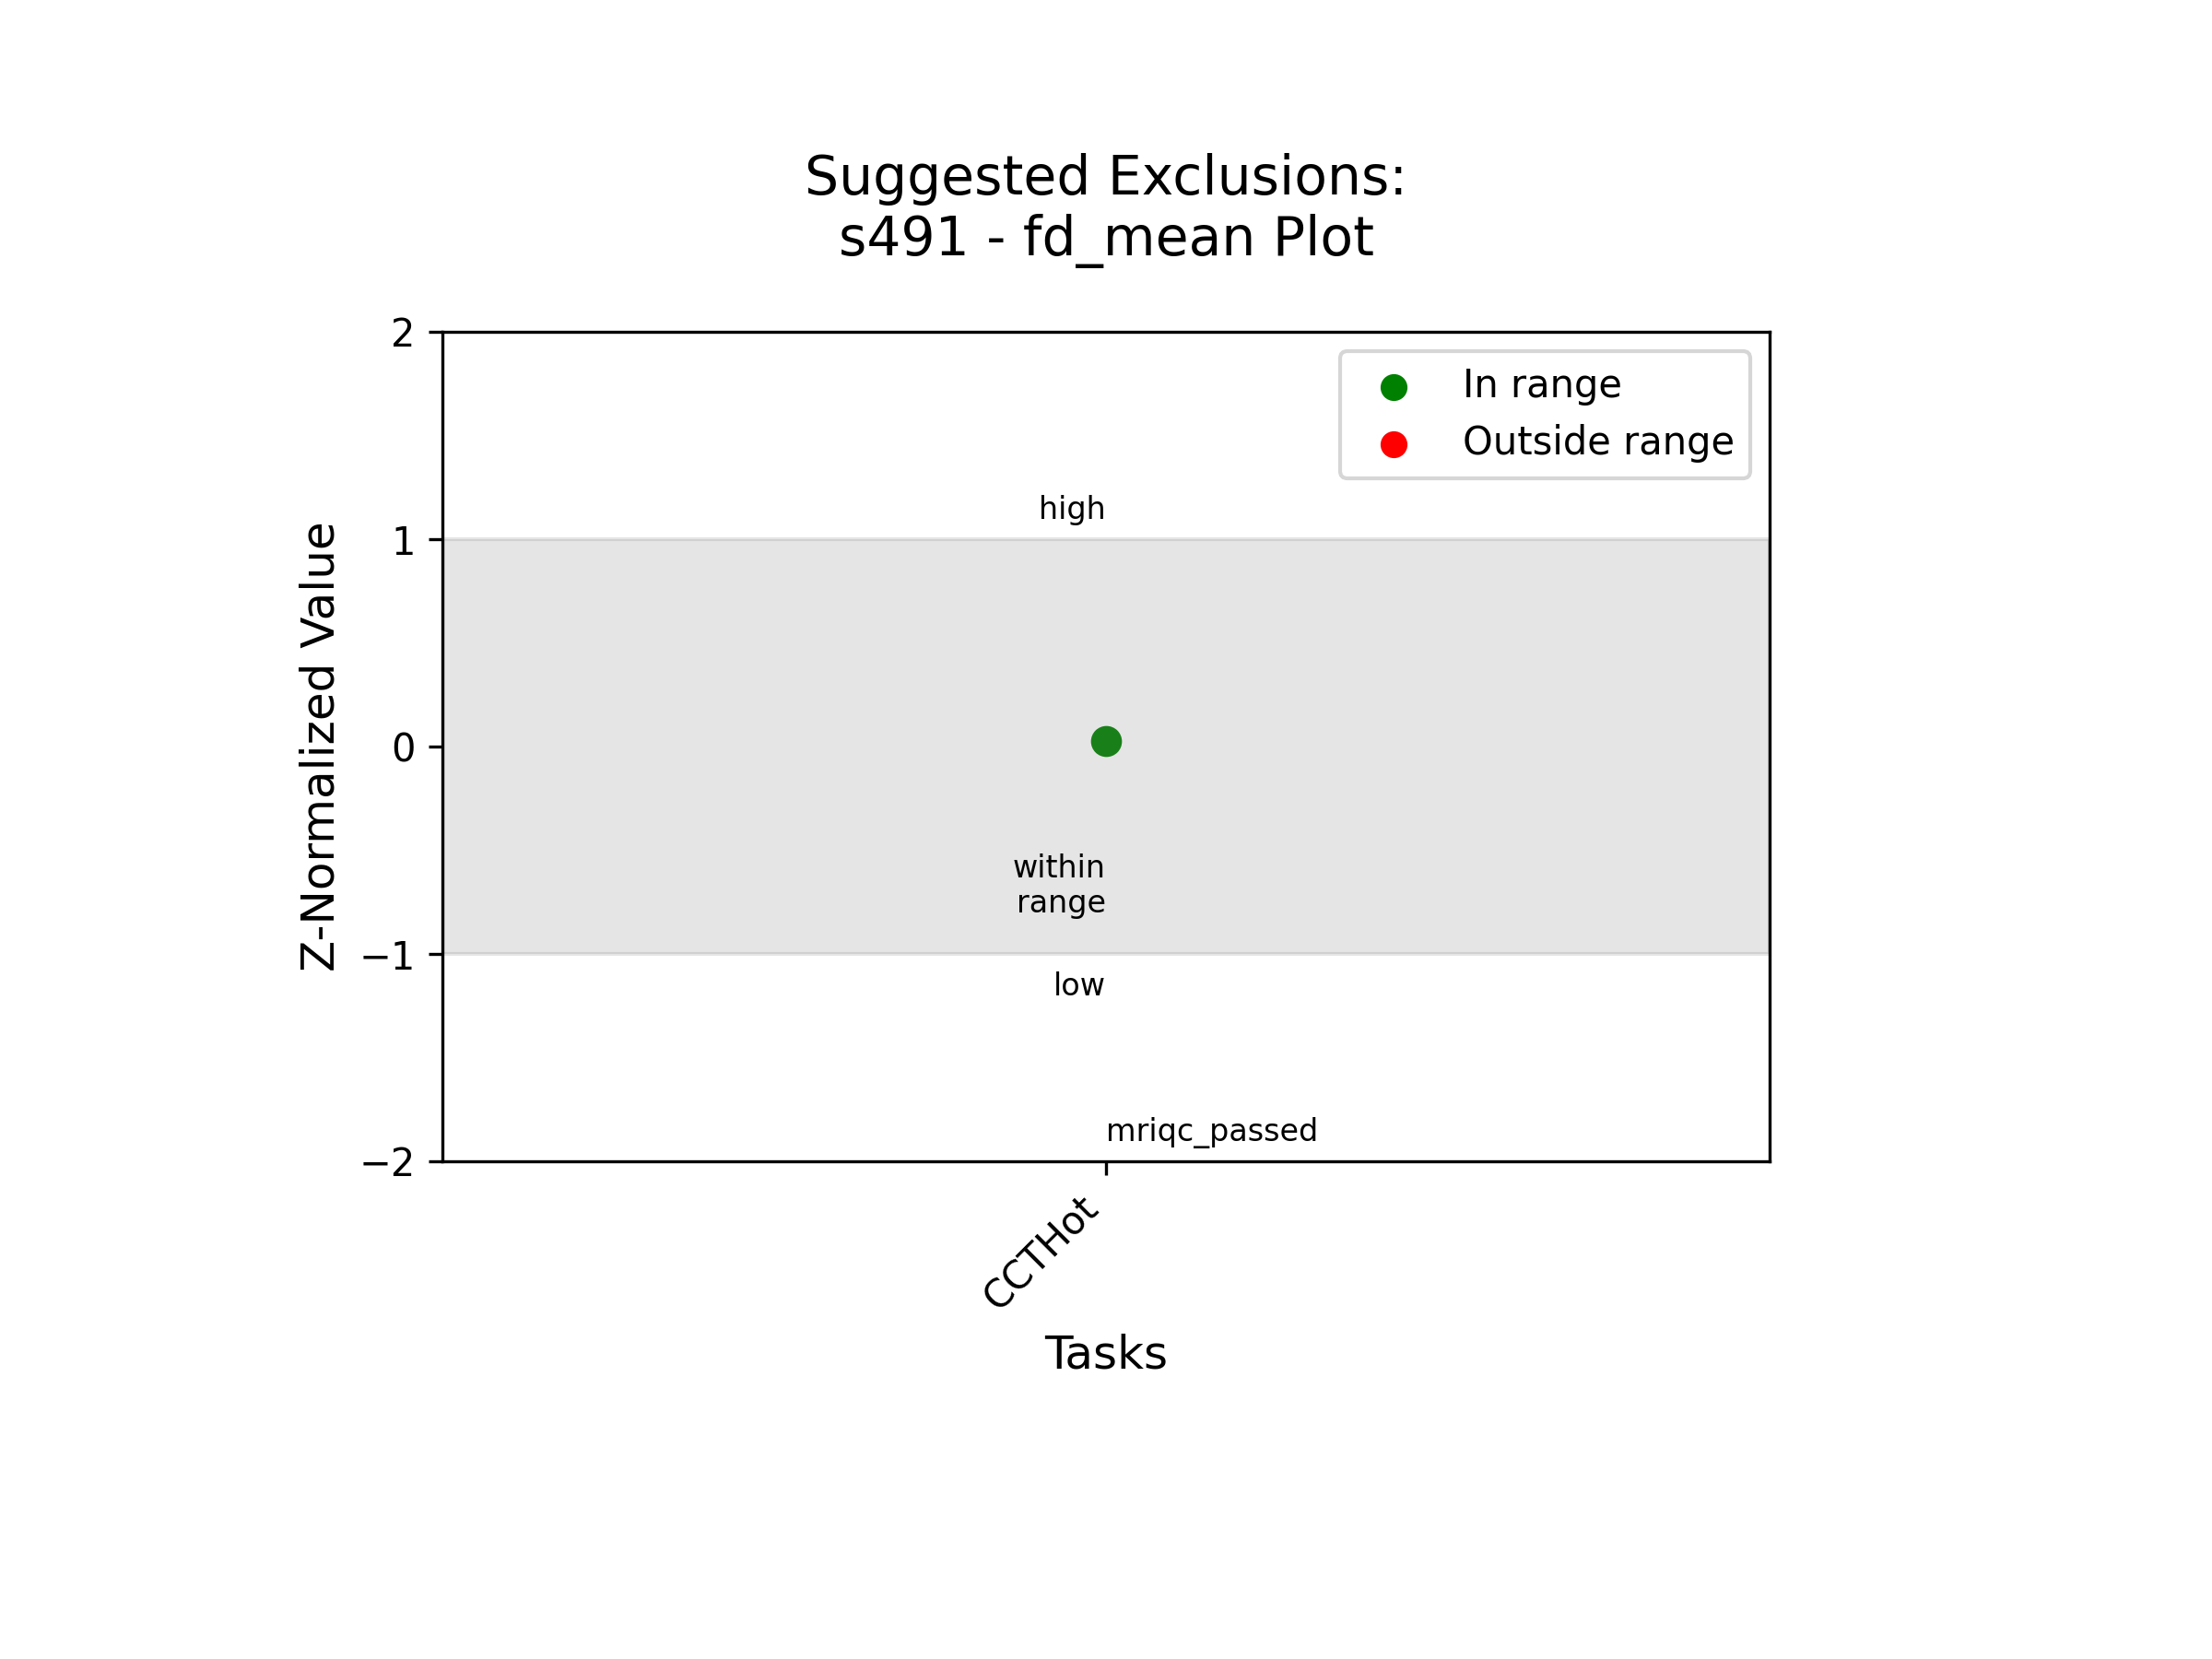 Suggested Exclusions:
s491 - fd_mean Plot
2
In range
Outside range
high
1
Z-Normalized Value
0
within
range
−1
low
mriqc_passed
−2
CCTHot
Tasks